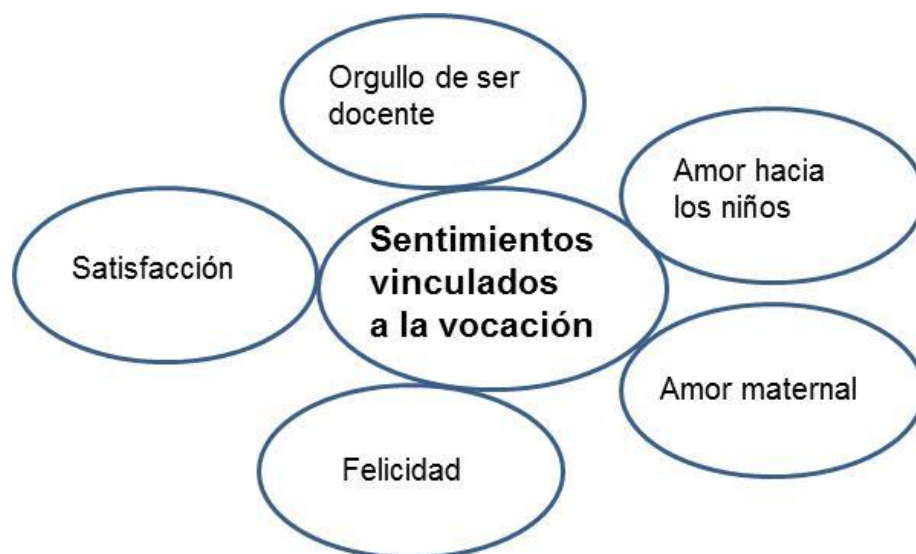 Orgullo de ser
docente
Amor hacia
los niños
Sentimientos
vinculados
a la vocación
Satisfacción
Amor maternal
Felicidad